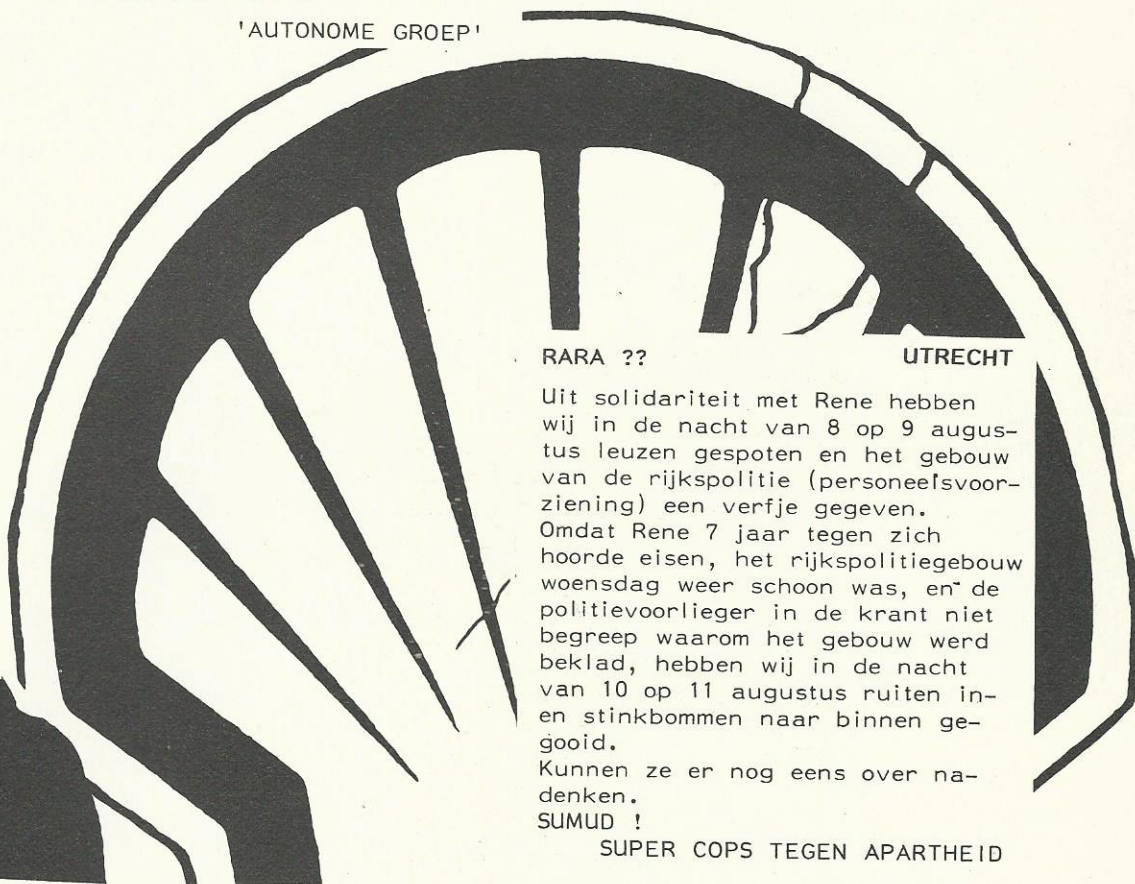 'AUTONOME GROEP'
RARA ?? UTRECHT
Uit solidariteit met Rene hebben
wij in de nacht van 8 op 9 augus-
tus leuzen gespoten en het gebouw
van de rijkspolitie (personeelsvoor-
ziening) een verfje gegeven.
Omdat Rene 7 jaar tegen zich
hoorde eisen, het rijkspolitiegebouw
woensdag weer schoon was, en de
politievoorlieger in de krant niet
begreep waarom het gebouw werd
beklad, hebben wij in de nacht
van 10 op 11 augustus ruiten in-
en stinkbommen naar binnen ge-
gooid.
Kunnen ze er nog eens over na-
denken.
SUMUD !
SUPER COPS TEGEN APARTHEID